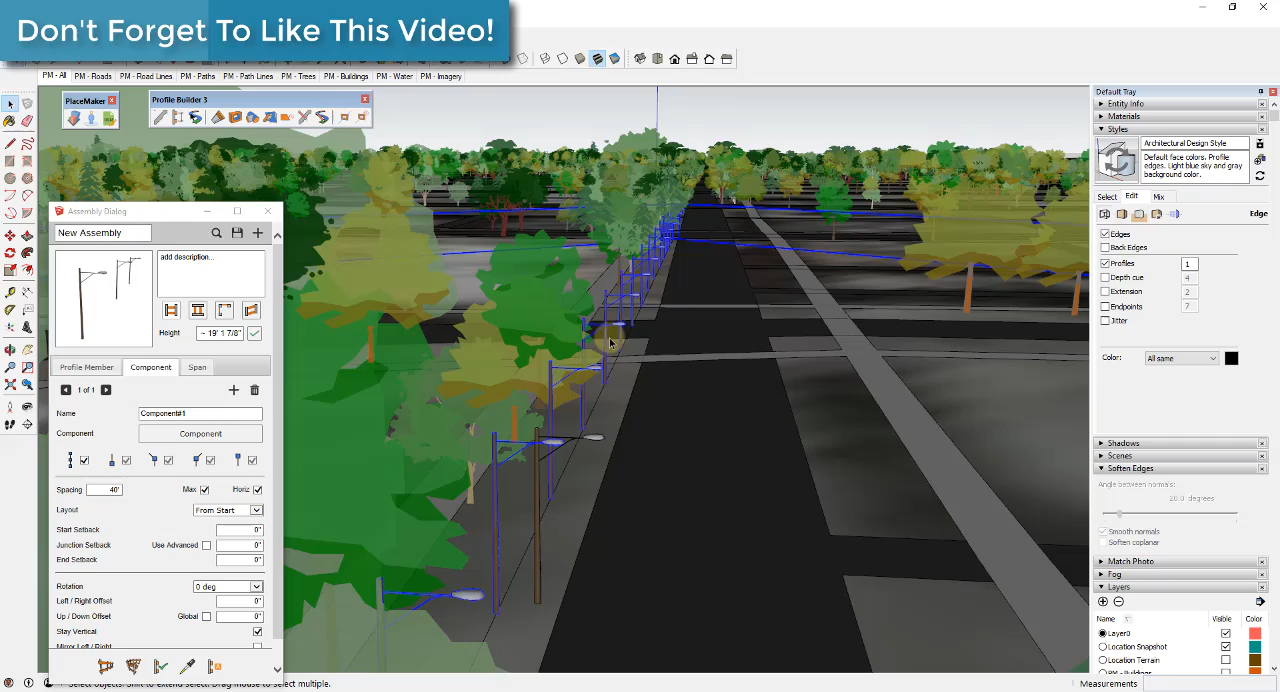 Don't Forget To Like This Video!
PM - All PM - Roads PM - Road Lines PM - Paths PM - Path Lines PM - Trees PM - Buildings PM - Water PM - Imagery
PlaceMaker
Profile Builder 3
Assembly Dialog
New Assembly
add description...
Height ~ 19' 1 7/8"
Profile Member Component Span
1 of 1
Name Component#1
Component Component
Spacing 40' Max Horiz
Layout From Start
Start Setback 0"
Junction Setback Use Advanced 0"
End Setback 0"
Rotation 0 deg
Left / Right Offset 0"
Up / Down Offset Global 0"
Stay Vertical
Mirror Left / Right
Select objects. Shift to extend select. Drag mouse to select multiple.
Measurements
Default Tray
Entity Info
Materials
Styles
Architectural Design Style
Default face colors. Profile edges. Light blue sky and gray background color.
Select Edit Mix
Edge
Edges
Back Edges
Profiles 1
Depth cue 4
Extension 2
Endpoints 7
Jitter
Color: All same
Shadows
Scenes
Soften Edges
Angle between normals:
20.0 degrees
Smooth normals
Soften coplanar
Match Photo
Fog
Layers
Name Visible Color
Layer0
Location Snapshot
Location Terrain
PM - Buildings